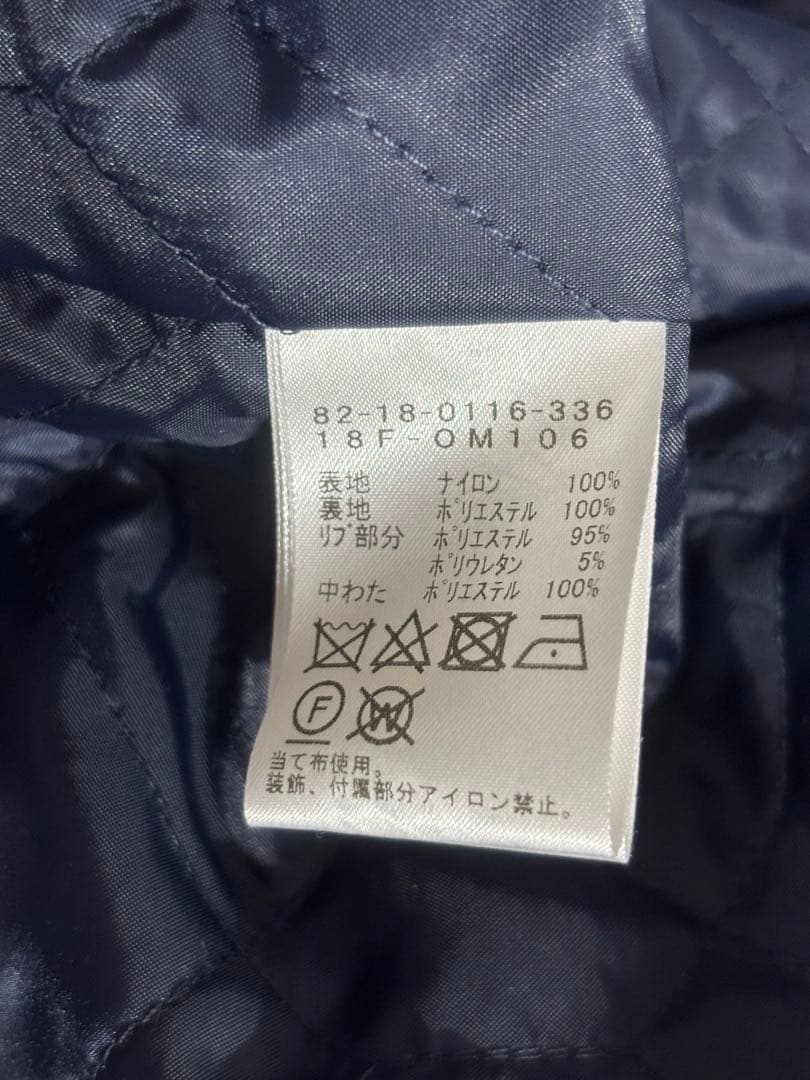 82-18-0116-336
18F-OM106
表地 ナイロン 100%
裏地 ポリエステル 100%
リブ部分 ポリエステル 95%
ポリウレタン 5%
中わた ポリエステル 100%
F W
当て布使用。
装飾、付属部分アイロン禁止。